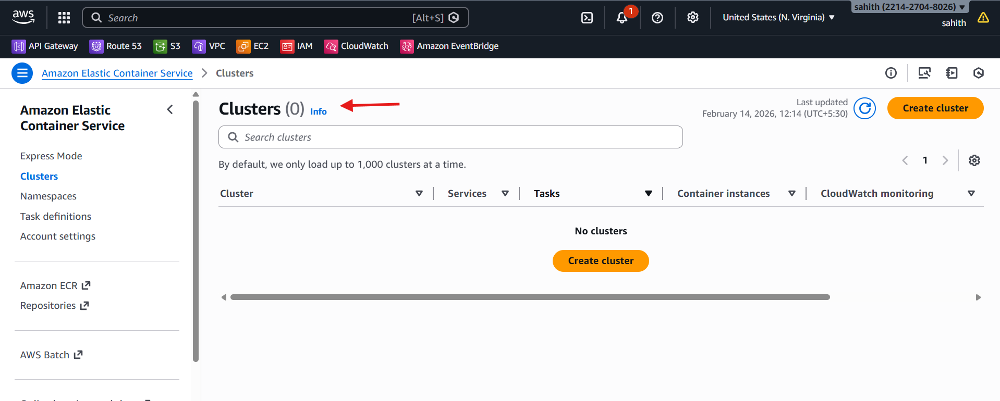 aws
Search [Alt+S]
1
United States (N. Virginia)
sahith (2214-2704-8026)
sahith
API Gateway
Route 53
S3
VPC
EC2
IAM
CloudWatch
Amazon EventBridge
Amazon Elastic Container Service
Clusters
Amazon Elastic
Container Service
Express Mode
Clusters
Namespaces
Task definitions
Account settings
Amazon ECR
Repositories
AWS Batch
Clusters (0) Info
Last updated
February 14, 2026, 12:14 (UTC+5:30)
Create cluster
Search clusters
By default, we only load up to 1,000 clusters at a time.
1
Cluster
Services
Tasks
Container instances
CloudWatch monitoring
No clusters
Create cluster